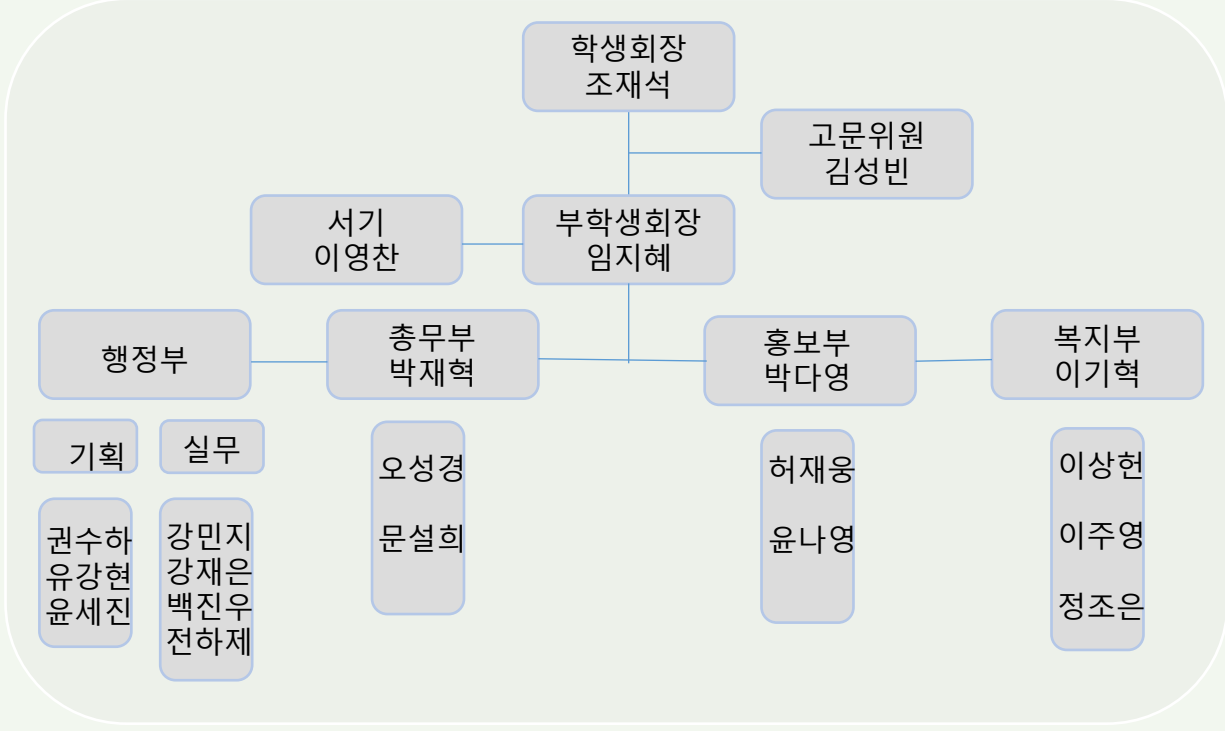 학생회장
조재석
고문위원
김성빈
서기
이영찬
부학생회장
임지혜
행정부
총무부
박재혁
홍보부
박다영
복지부
이기혁
기획
실무
권수하
유강현
윤세진
강민지
강재은
백진우
전하제
오성경
문설희
허재웅
윤나영
이상헌
이주영
정조은